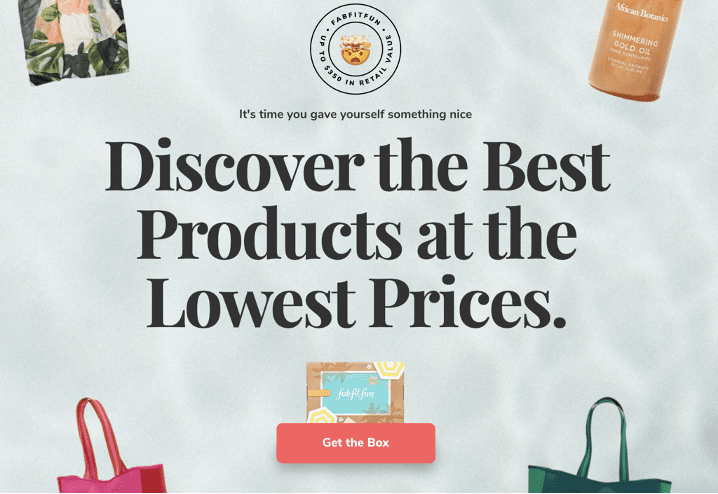 • FABFITFUN •
UP TO $350 IN RETAIL VALUE
African Botanics
SHIMMERING
GOLD OIL
It's time you gave yourself something nice
Discover the Best
Products at the
Lowest Prices.
fabfitfun
Get the Box